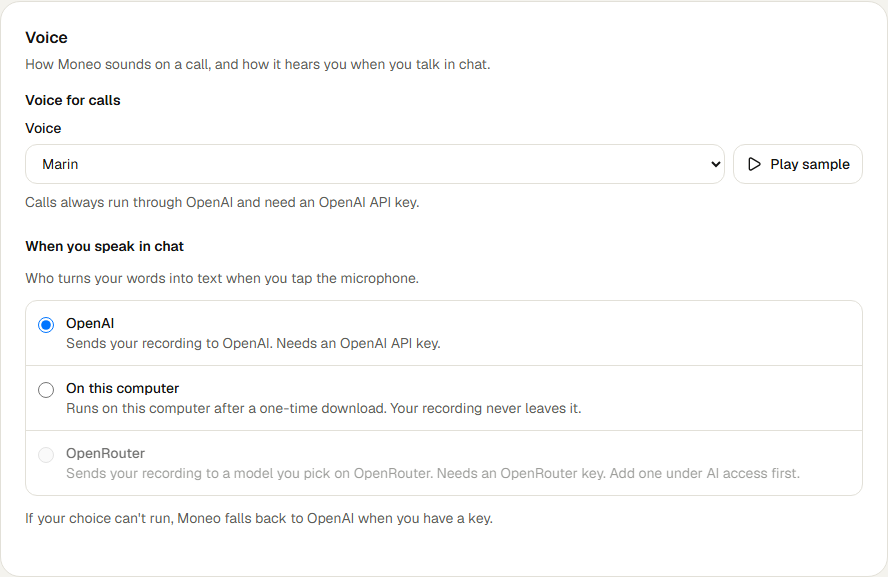 Voice
How Moneo sounds on a call, and how it hears you when you talk in chat.
Voice for calls
Voice
Marin
Play sample
Calls always run through OpenAI and need an OpenAI API key.
When you speak in chat
Who turns your words into text when you tap the microphone.
OpenAI
Sends your recording to OpenAI. Needs an OpenAI API key.
On this computer
Runs on this computer after a one-time download. Your recording never leaves it.
OpenRouter
Sends your recording to a model you pick on OpenRouter. Needs an OpenRouter key. Add one under AI access first.
If your choice can't run, Moneo falls back to OpenAI when you have a key.